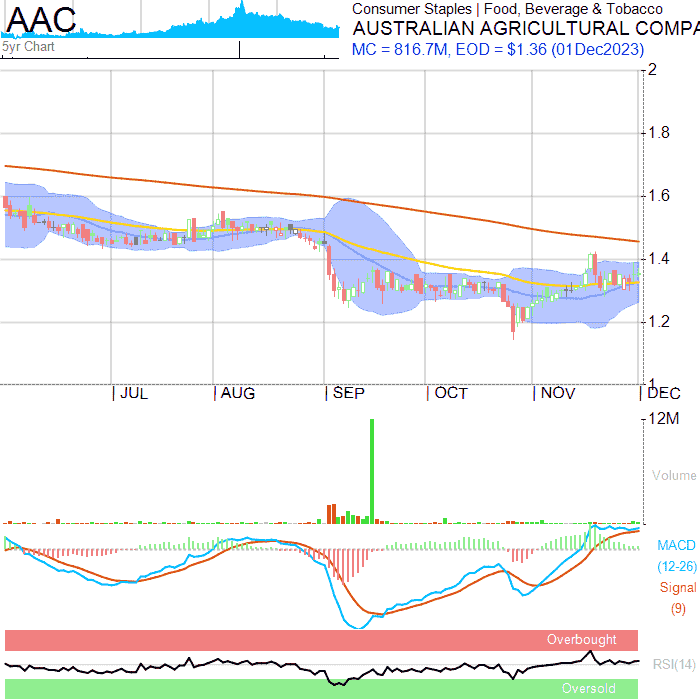 AAC
5yr Chart
Consumer Staples | Food, Beverage & Tobacco
AUSTRALIAN AGRICULTURAL COMPA
MC = 816.7M, EOD = $1.36 (01Dec2023)
2
1.8
1.6
1.4
1.2
1
JUL
AUG
SEP
OCT
NOV
DEC
12M
Volume
MACD
(12-26)
Signal
(9)
Overbought
RSI(14)
Oversold